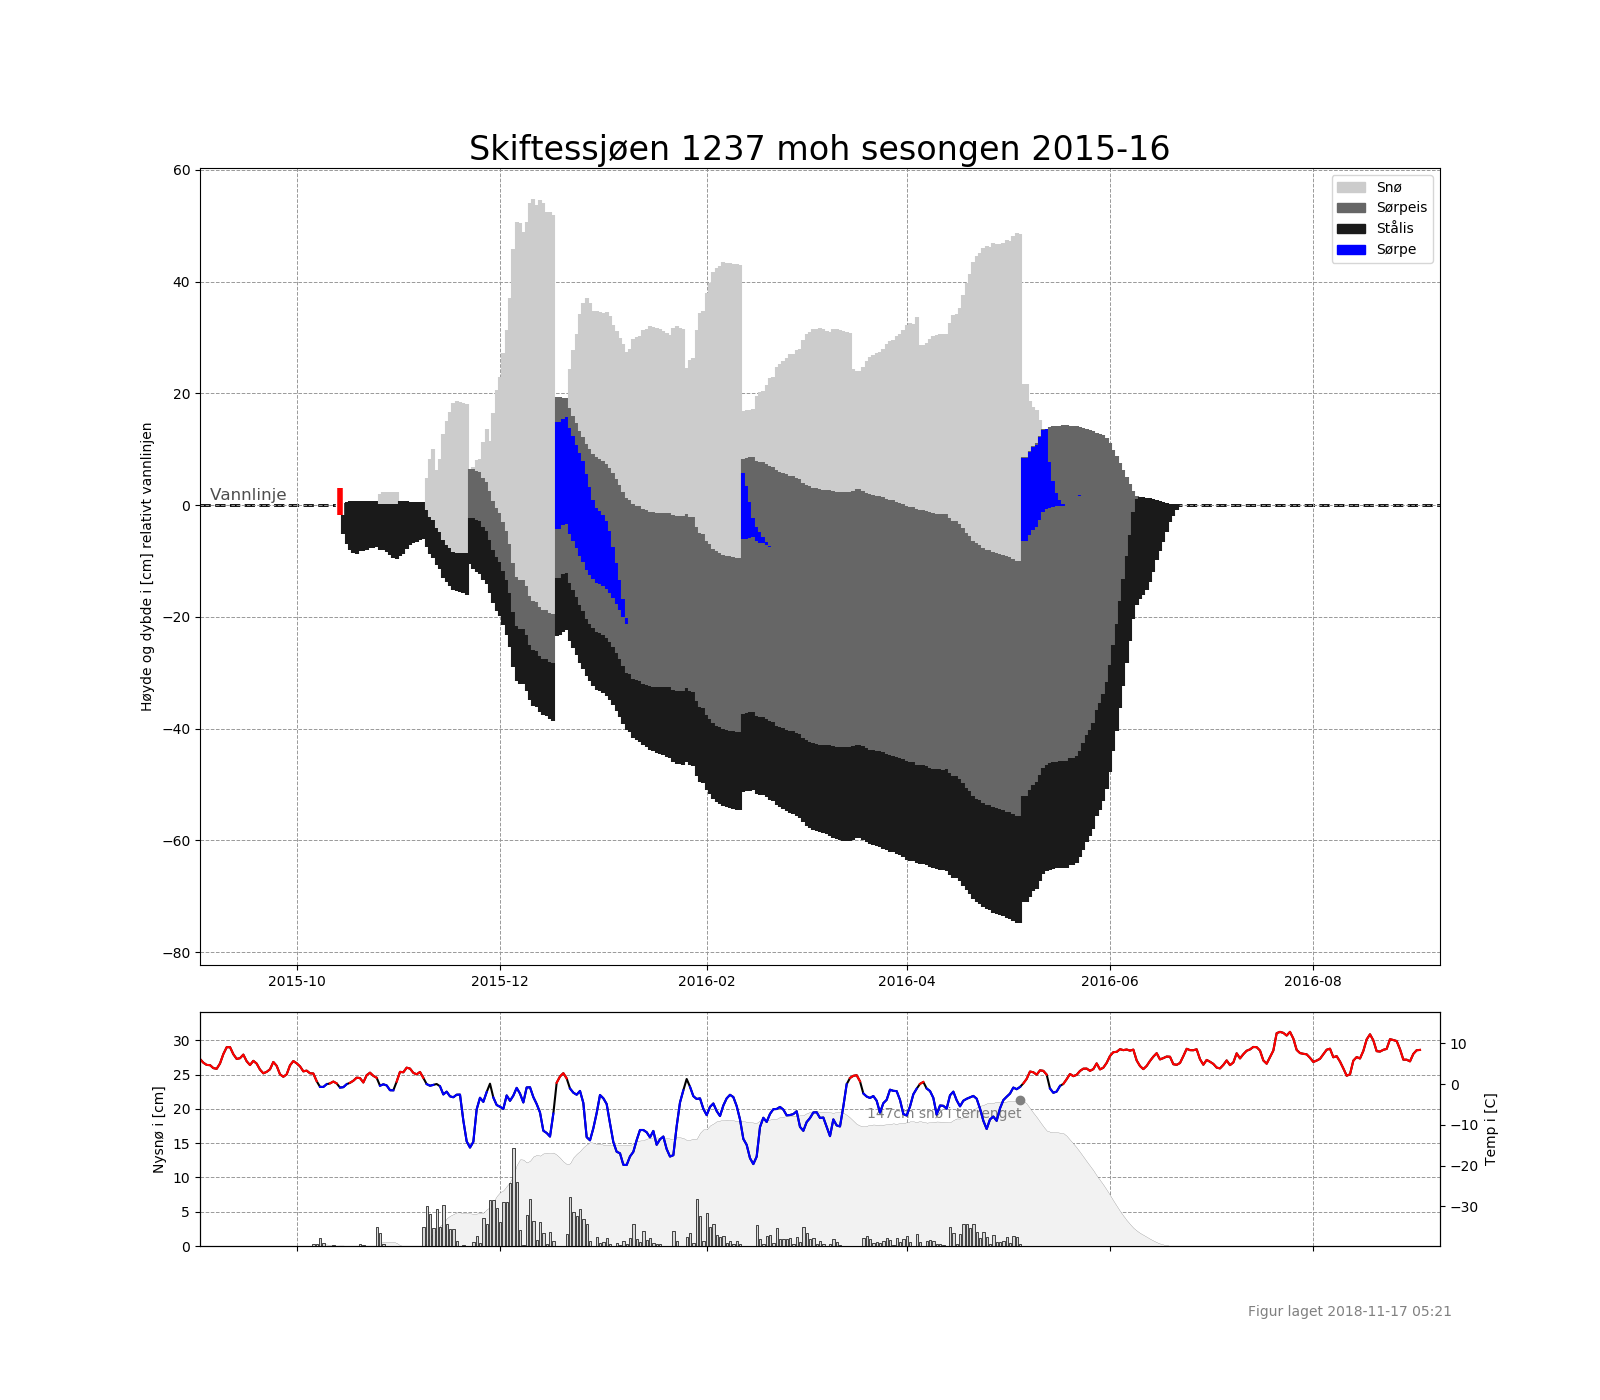 Skiftessjøen 1237 moh sesongen 2015-16
Høyde og dybde i [cm] relativt vannlinjen
60
40
20
0
−20
−40
−60
−80
Vannlinje
Snø
Sørpeis
Stålis
Sørpe
2015-10 2015-12 2016-02 2016-04 2016-06 2016-08
Nysnø i [cm]
30
25
20
15
10
5
0
147cm snø i terrenget
10
0
−10
−20
−30
Temp i [C]
Figur laget 2018-11-17 05:21